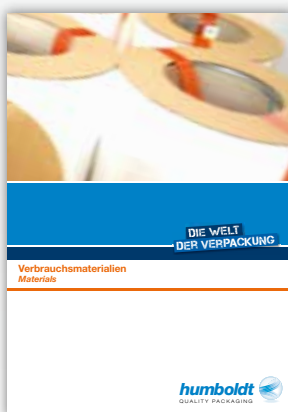 DIE WELT
DER VERPACKUNG
Verbrauchsmaterialien
Materials
humboldt
QUALITY PACKAGING